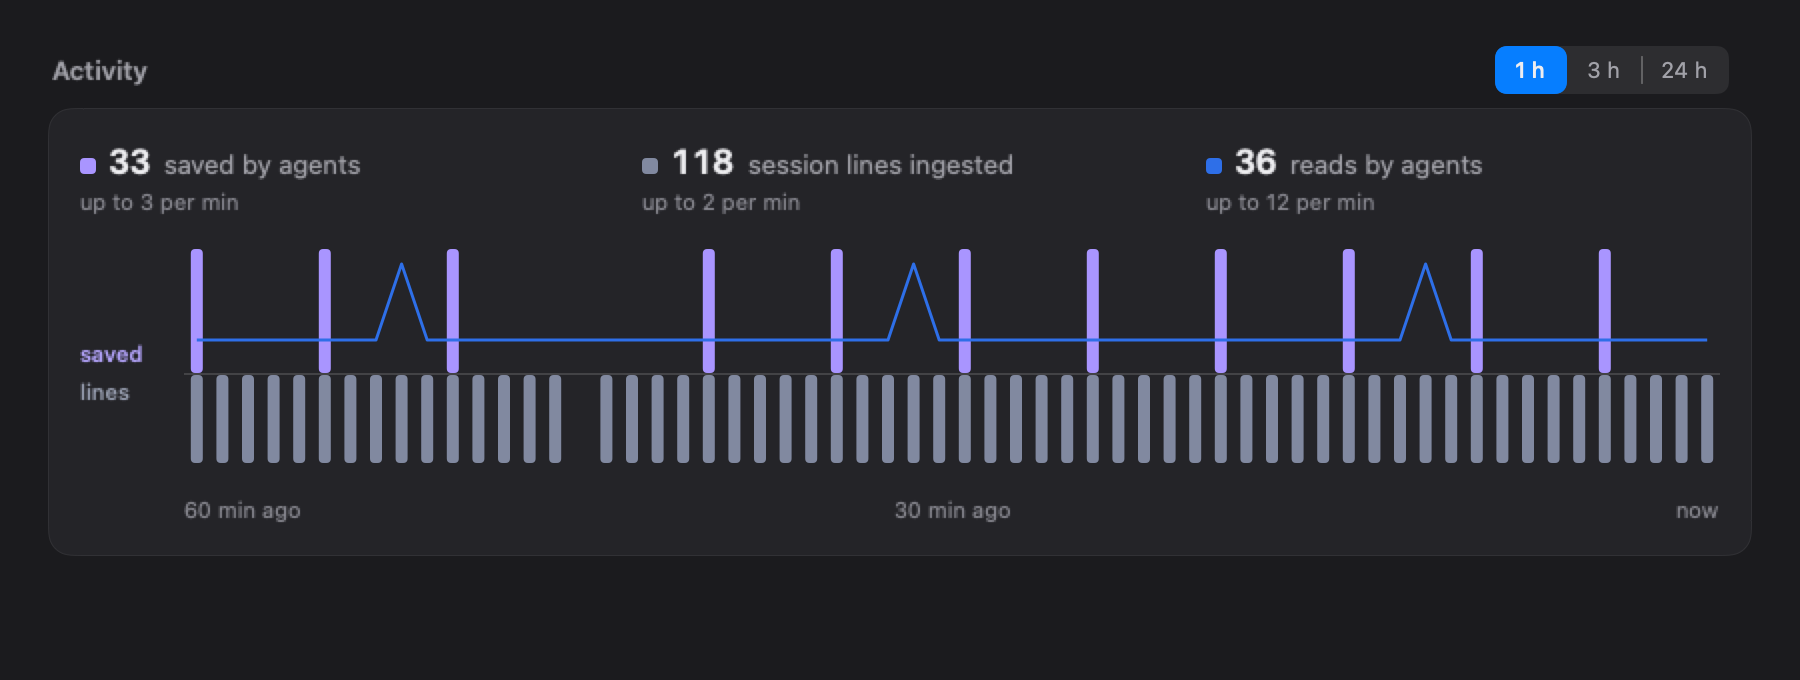 Activity
1 h 3 h 24 h
33 saved by agents
up to 3 per min
118 session lines ingested
up to 2 per min
36 reads by agents
up to 12 per min
saved
lines
60 min ago 30 min ago now